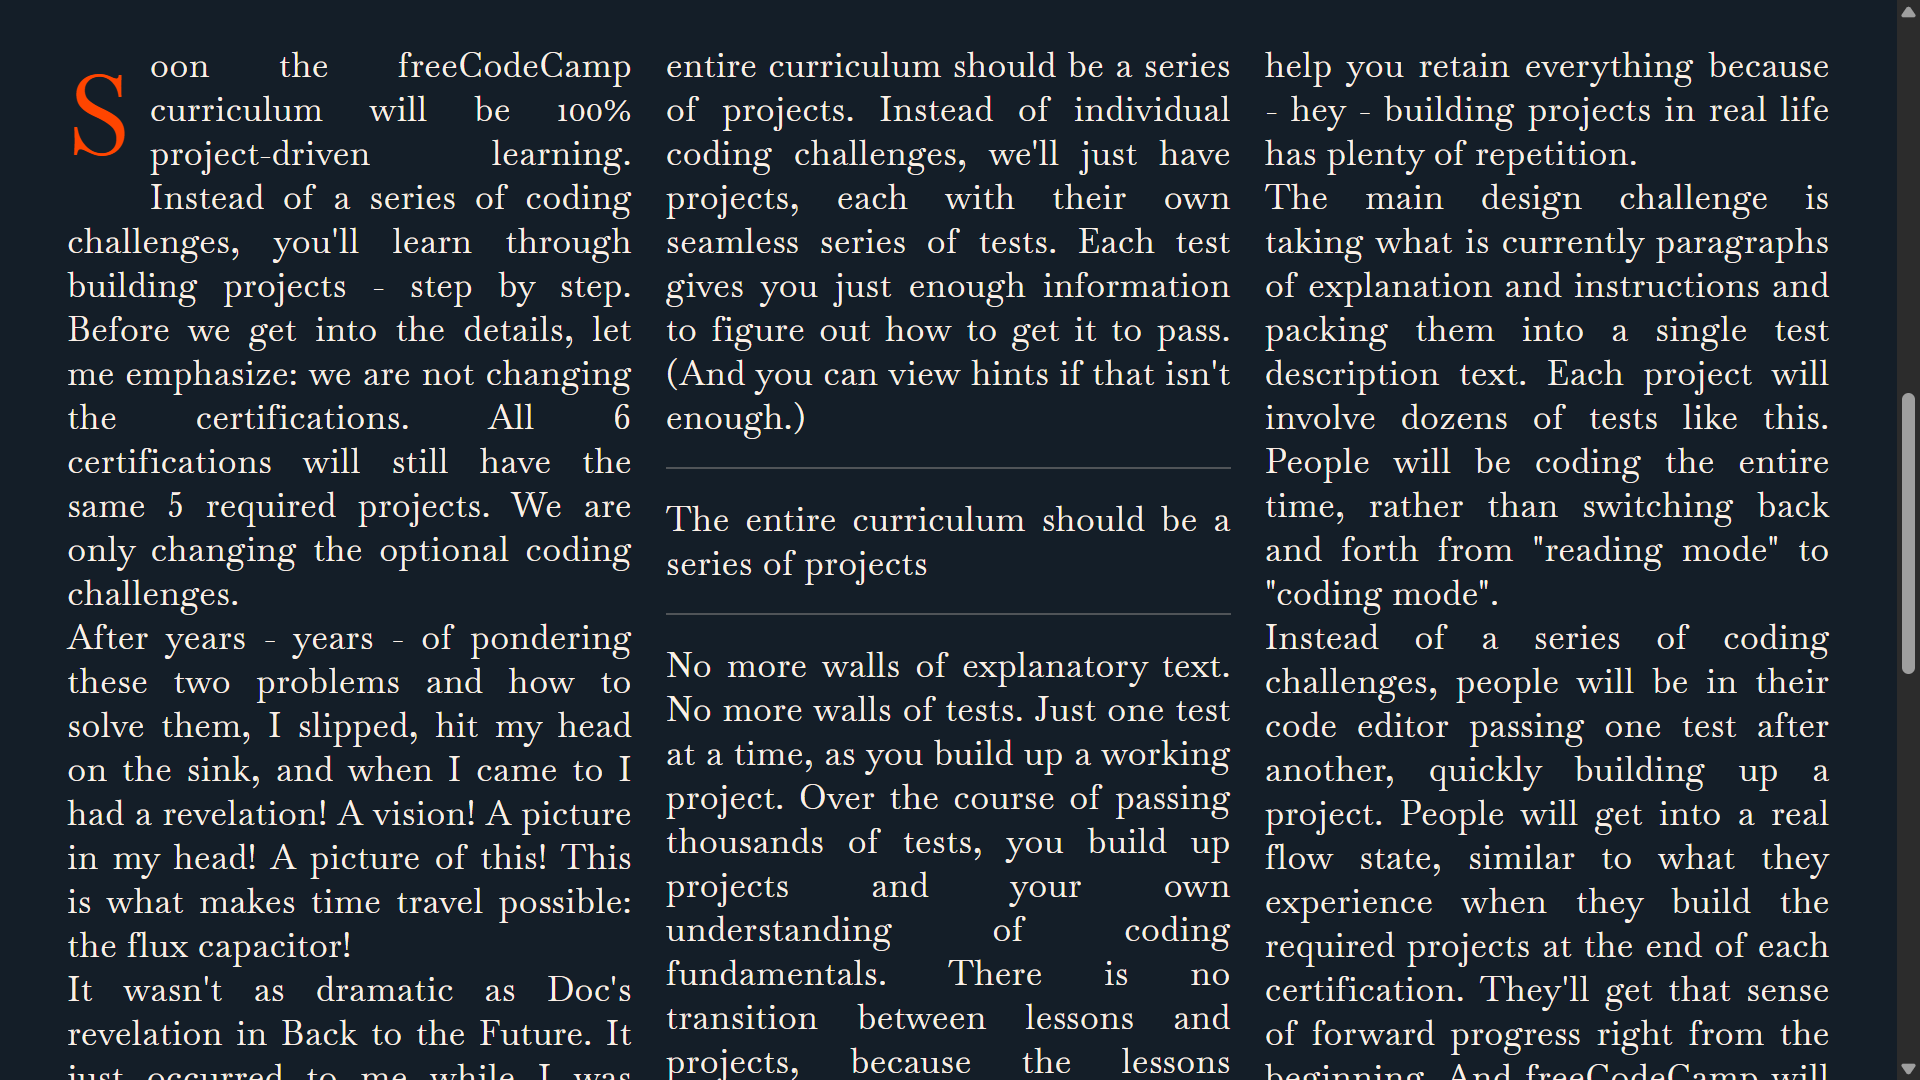 Soon the freeCodeCamp
curriculum will be 100%
project-driven learning.
Instead of a series of coding
challenges, you'll learn through
building projects - step by step.
Before we get into the details, let
me emphasize: we are not changing
the certifications. All 6
certifications will still have the
same 5 required projects. We are
only changing the optional coding
challenges.
After years - years - of pondering
these two problems and how to
solve them, I slipped, hit my head
on the sink, and when I came to I
had a revelation! A vision! A picture
in my head! A picture of this! This
is what makes time travel possible:
the flux capacitor!
It wasn't as dramatic as Doc's
revelation in Back to the Future. It
just occurred to me while I was
entire curriculum should be a series
of projects. Instead of individual
coding challenges, we'll just have
projects, each with their own
seamless series of tests. Each test
gives you just enough information
to figure out how to get it to pass.
(And you can view hints if that isn't
enough.)
The entire curriculum should be a
series of projects
No more walls of explanatory text.
No more walls of tests. Just one test
at a time, as you build up a working
project. Over the course of passing
thousands of tests, you build up
projects and your own
understanding of coding
fundamentals. There is no
transition between lessons and
projects, because the lessons
help you retain everything because
- hey - building projects in real life
has plenty of repetition.
The main design challenge is
taking what is currently paragraphs
of explanation and instructions and
packing them into a single test
description text. Each project will
involve dozens of tests like this.
People will be coding the entire
time, rather than switching back
and forth from "reading mode" to
"coding mode".
Instead of a series of coding
challenges, people will be in their
code editor passing one test after
another, quickly building up a
project. People will get into a real
flow state, similar to what they
experience when they build the
required projects at the end of each
certification. They'll get that sense
of forward progress right from the
beginning. And freeCodeCamp will